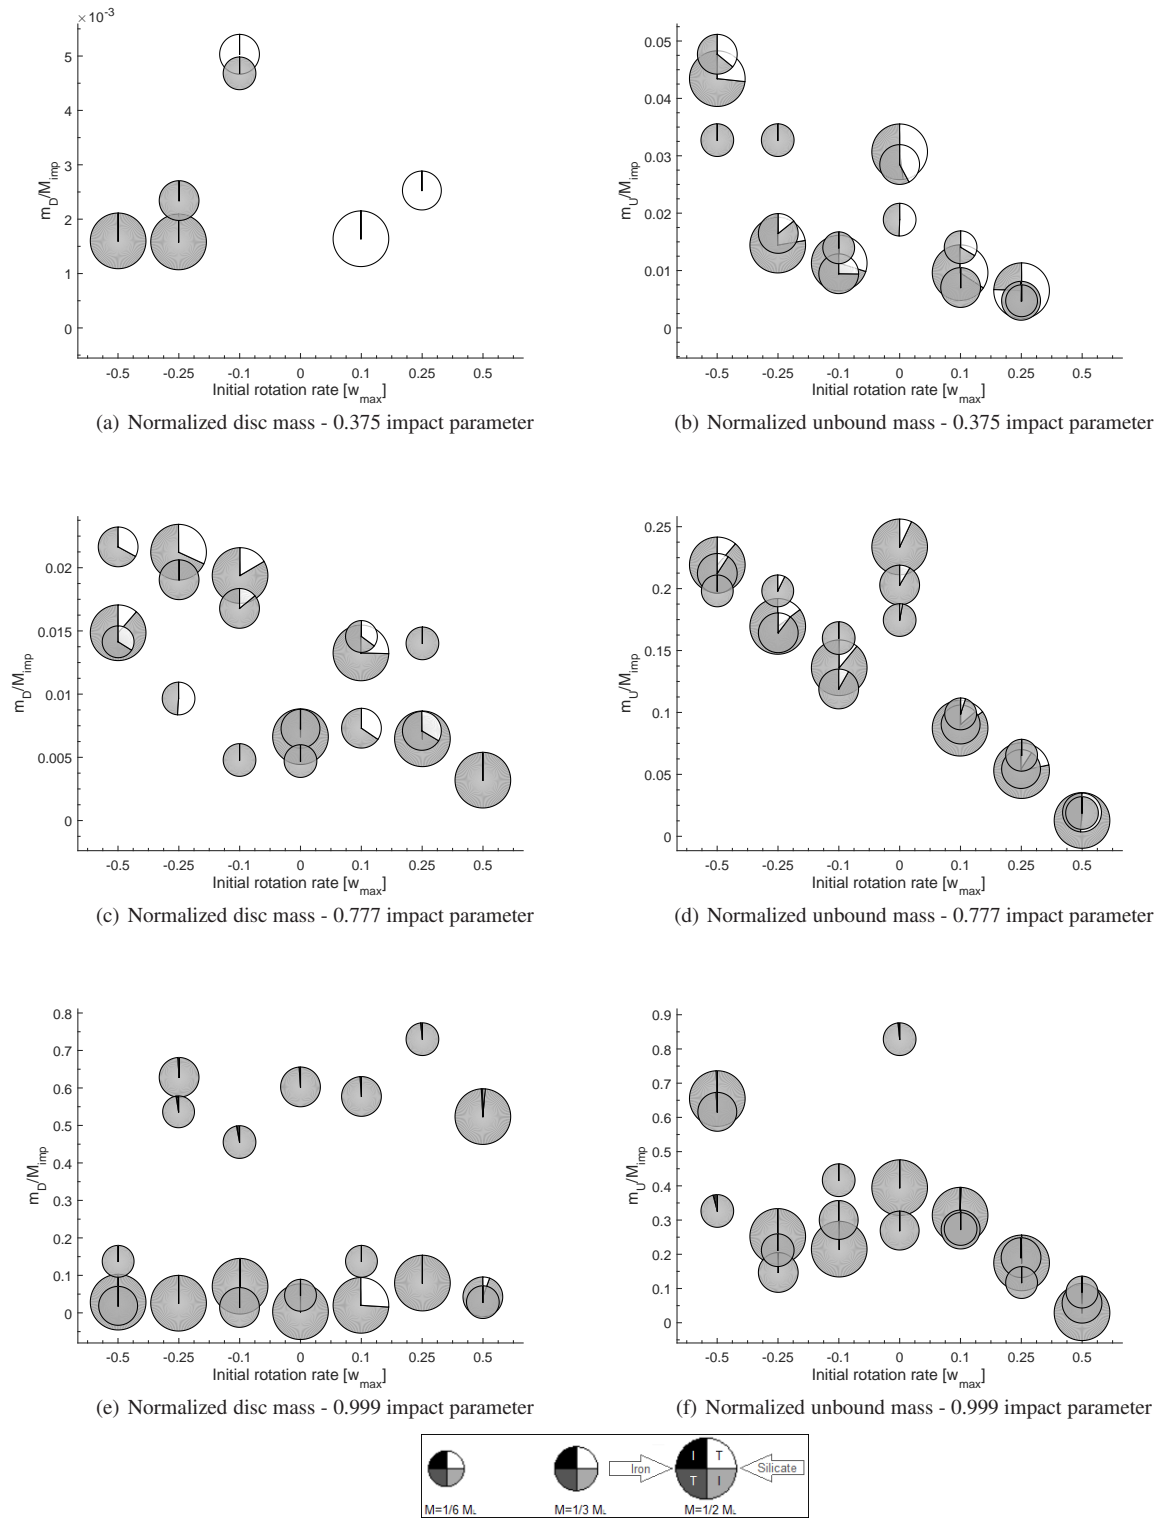 ×10⁻³
5
4
3
2
1
0
m_D/M_imp
-0.5 -0.25 -0.1 0 0.1 0.25 0.5
Initial rotation rate [w_max]
(a) Normalized disc mass - 0.375 impact parameter
0.05
0.04
0.03
0.02
0.01
0
m_U/M_imp
-0.5 -0.25 -0.1 0 0.1 0.25 0.5
Initial rotation rate [w_max]
(b) Normalized unbound mass - 0.375 impact parameter
0.02
0.015
0.01
0.005
0
m_D/M_imp
-0.5 -0.25 -0.1 0 0.1 0.25 0.5
Initial rotation rate [w_max]
(c) Normalized disc mass - 0.777 impact parameter
0.25
0.2
0.15
0.1
0.05
0
m_U/M_imp
-0.5 -0.25 -0.1 0 0.1 0.25 0.5
Initial rotation rate [w_max]
(d) Normalized unbound mass - 0.777 impact parameter
0.8
0.7
0.6
0.5
0.4
0.3
0.2
0.1
0
m_D/M_imp
-0.5 -0.25 -0.1 0 0.1 0.25 0.5
Initial rotation rate [w_max]
(e) Normalized disc mass - 0.999 impact parameter
0.9
0.8
0.7
0.6
0.5
0.4
0.3
0.2
0.1
0
m_U/M_imp
-0.5 -0.25 -0.1 0 0.1 0.25 0.5
Initial rotation rate [w_max]
(f) Normalized unbound mass - 0.999 impact parameter
I T
Iron Silicate
T I
M=1/6 M_L M=1/3 M_L M=1/2 M_L